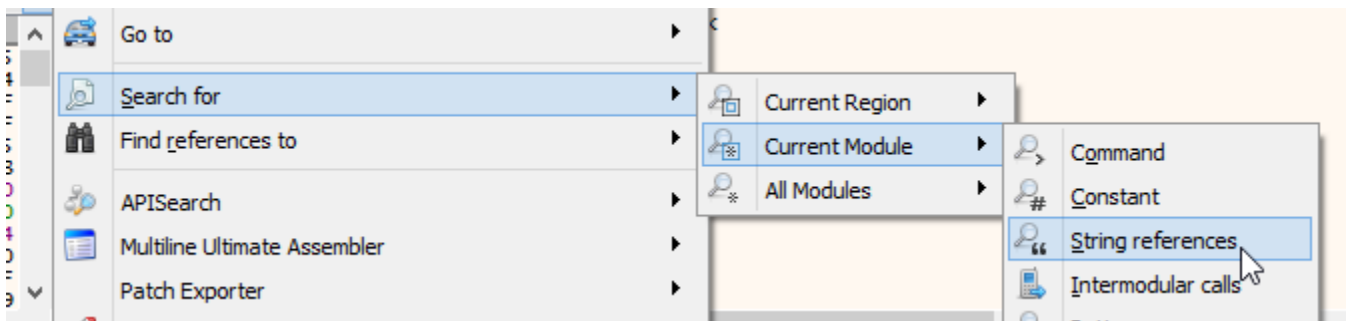 Go to
Search for
Find references to
APISearch
Multiline Ultimate Assembler
Patch Exporter
Current Region
Current Module
All Modules
Command
Constant
String references
Intermodular calls